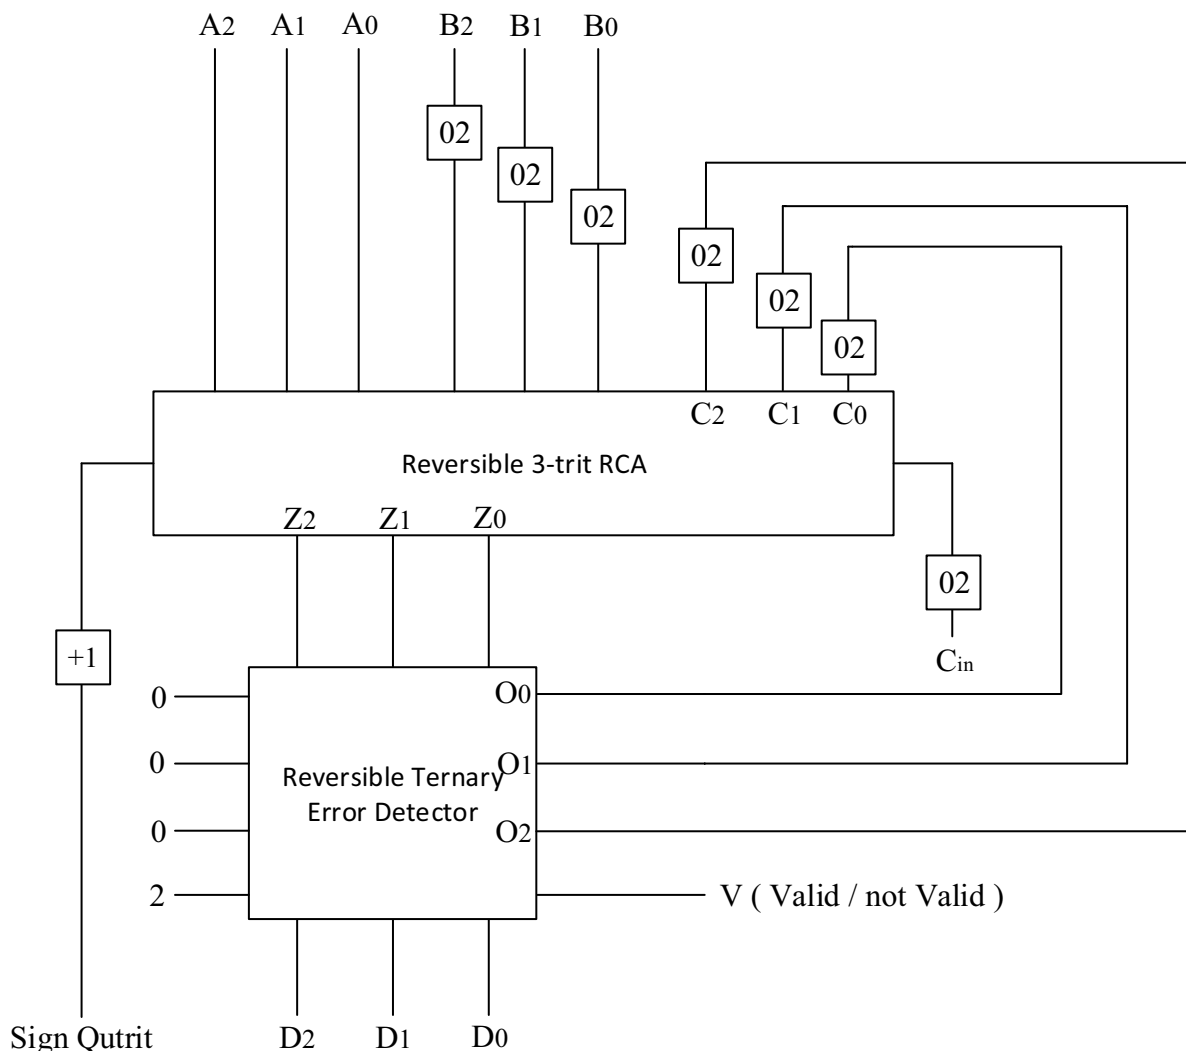 A2 A1 A0 B2 B1 B0
02
02
02
02
02
02
C2 C1 C0
Reversible 3-trit RCA
Z2 Z1 Z0
02
+1
Cin
0 O0
0 O1
Reversible Ternary
Error Detector
0 O2
2 V ( Valid / not Valid )
Sign Qutrit D2 D1 D0